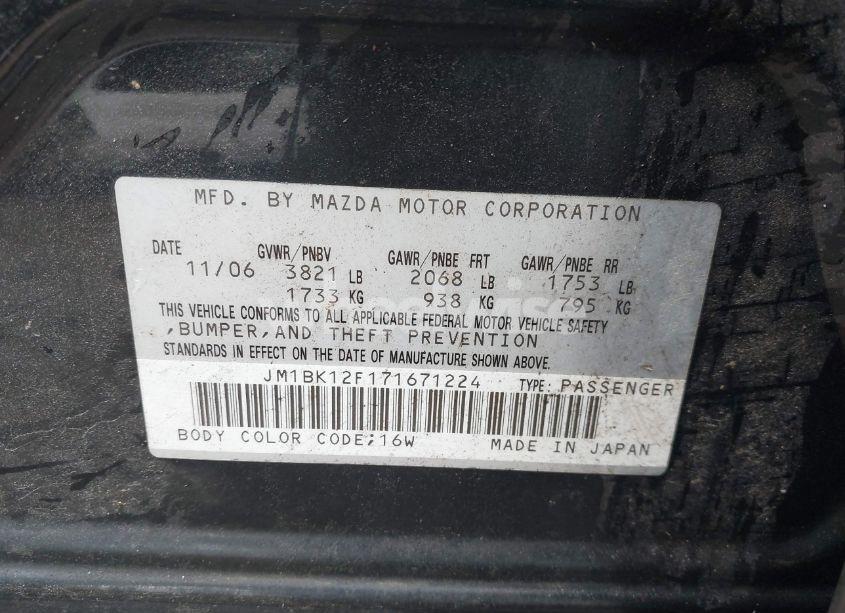 MFD. BY MAZDA MOTOR CORPORATION
DATE GVWR/PNBV GAWR/PNBE FRT GAWR/PNBE RR
11/06 3821 LB 2068 LB 1753 LB
1733 KG 938 KG 795 KG
THIS VEHICLE CONFORMS TO ALL APPLICABLE FEDERAL MOTOR VEHICLE SAFETY
,BUMPER,AND THEFT PREVENTION
STANDARDS IN EFFECT ON THE DATE OF MANUFACTURE SHOWN ABOVE.
JM1BK12F171671224 TYPE: PASSENGER
BODY COLOR CODE;16W MADE IN JAPAN